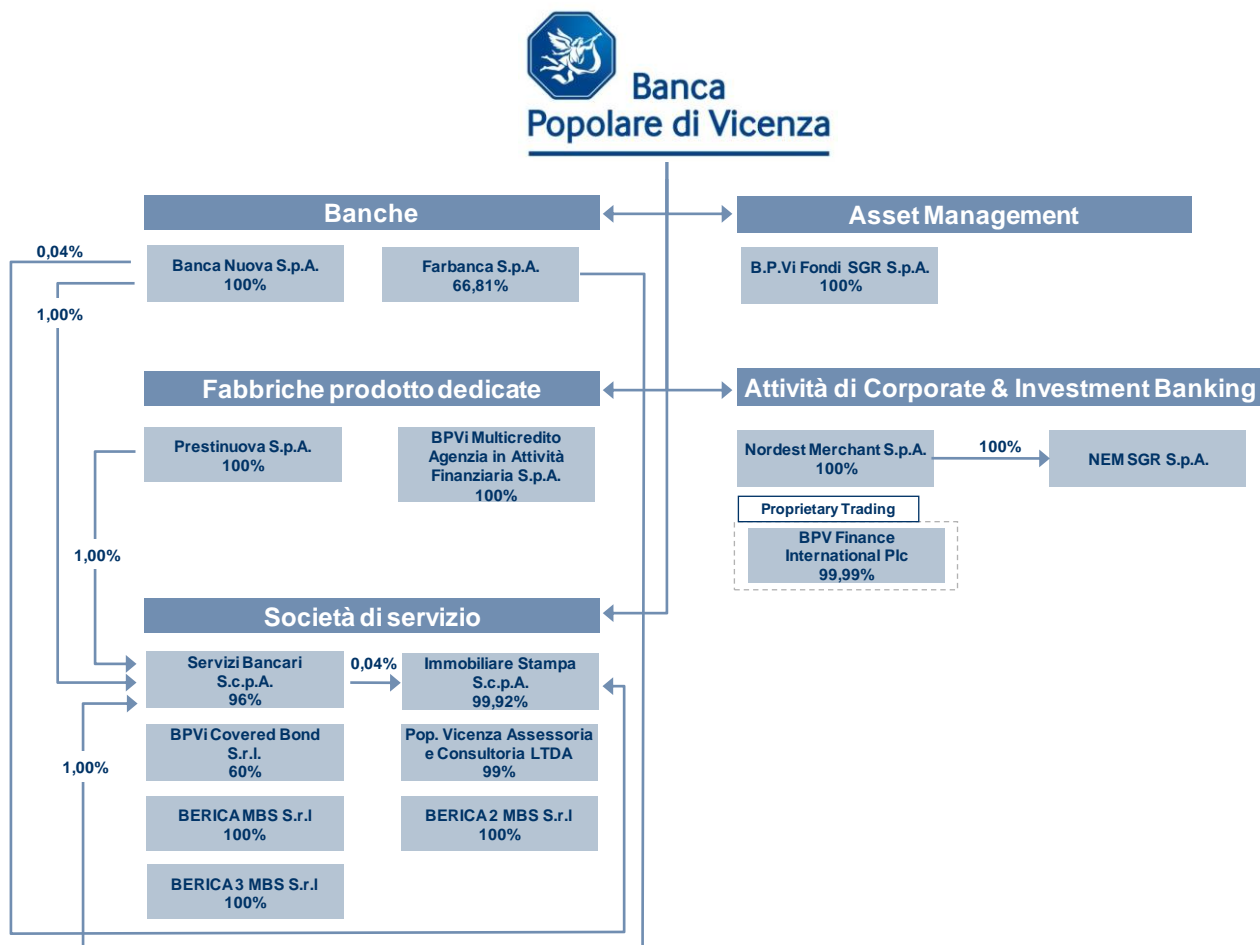 Banca
Popolare di Vicenza
Banche
Asset Management
0,04%
Banca Nuova S.p.A.
100%
Farbanca S.p.A.
66,81%
B.P.Vi Fondi SGR S.p.A.
100%
1,00%
Fabbriche prodotto dedicate
Attività di Corporate & Investment Banking
Prestinuova S.p.A.
100%
BPVi Multicredito
Agenzia in Attività
Finanziaria S.p.A.
100%
Nordest Merchant S.p.A.
100%
100%
NEM SGR S.p.A.
Proprietary Trading
BPV Finance
International Plc
99,99%
1,00%
Società di servizio
Servizi Bancari
S.c.p.A.
96%
0,04%
Immobiliare Stampa
S.c.p.A.
99,92%
BPVi Covered Bond
S.r.l.
60%
Pop. Vicenza Assessoria
e Consultoria LTDA
99%
1,00%
BERICA MBS S.r.l
100%
BERICA 2 MBS S.r.l
100%
BERICA 3 MBS S.r.l
100%